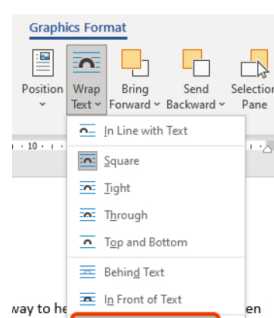 Graphics Format
Position
Wrap Text
Bring Forward
Send Backward
Selection Pane
In Line with Text
10
Square
Tight
Through
Top and Bottom
Behind Text
In Front of Text
way to he
en